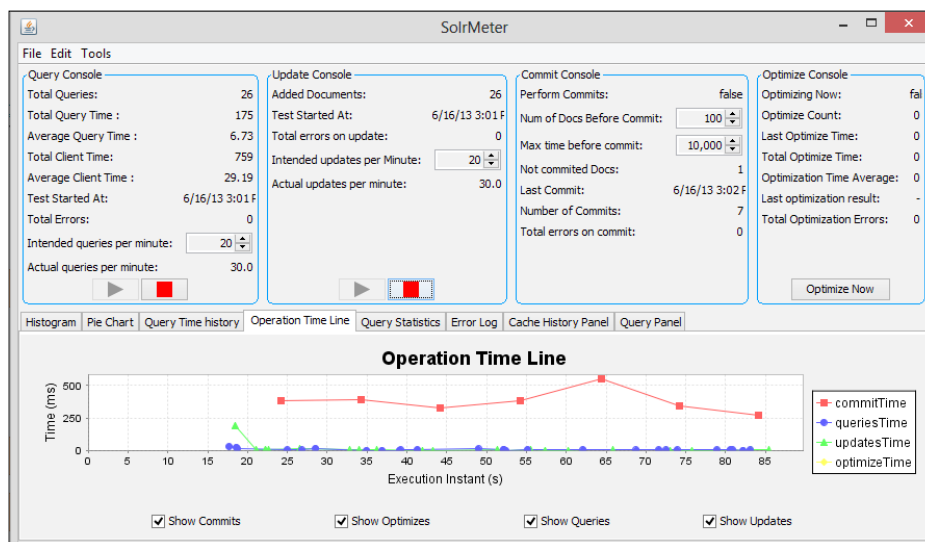 SolrMeter
File Edit Tools
Query Console
Total Queries: 26
Total Query Time : 175
Average Query Time : 6.73
Total Client Time: 759
Average Client Time : 29.19
Test Started At: 6/16/13 3:01 F
Total Errors: 0
Intended queries per minute: 20
Actual queries per minute: 30.0
Update Console
Added Documents: 26
Test Started At: 6/16/13 3:01 F
Total errors on update: 0
Intended updates per Minute: 20
Actual updates per minute: 30.0
Commit Console
Perform Commits: false
Num of Docs Before Commit: 100
Max time before commit: 10,000
Not commited Docs: 1
Last Commit: 6/16/13 3:02 F
Number of Commits: 7
Total errors on commit: 0
Optimize Console
Optimizing Now: fal
Optimize Count: 0
Last Optimize Time: 0
Total Optimize Time: 0
Optimization Time Average: 0
Last optimization result: -
Total Optimization Errors: 0
Optimize Now
Histogram Pie Chart Query Time history Operation Time Line Query Statistics Error Log Cache History Panel Query Panel
Operation Time Line
Time (ms)
500
250
0
0 5 10 15 20 25 30 35 40 45 50 55 60 65 70 75 80 85
Execution Instant (s)
commitTime
queriesTime
updatesTime
optimizeTime
Show Commits Show Optimizes Show Queries Show Updates